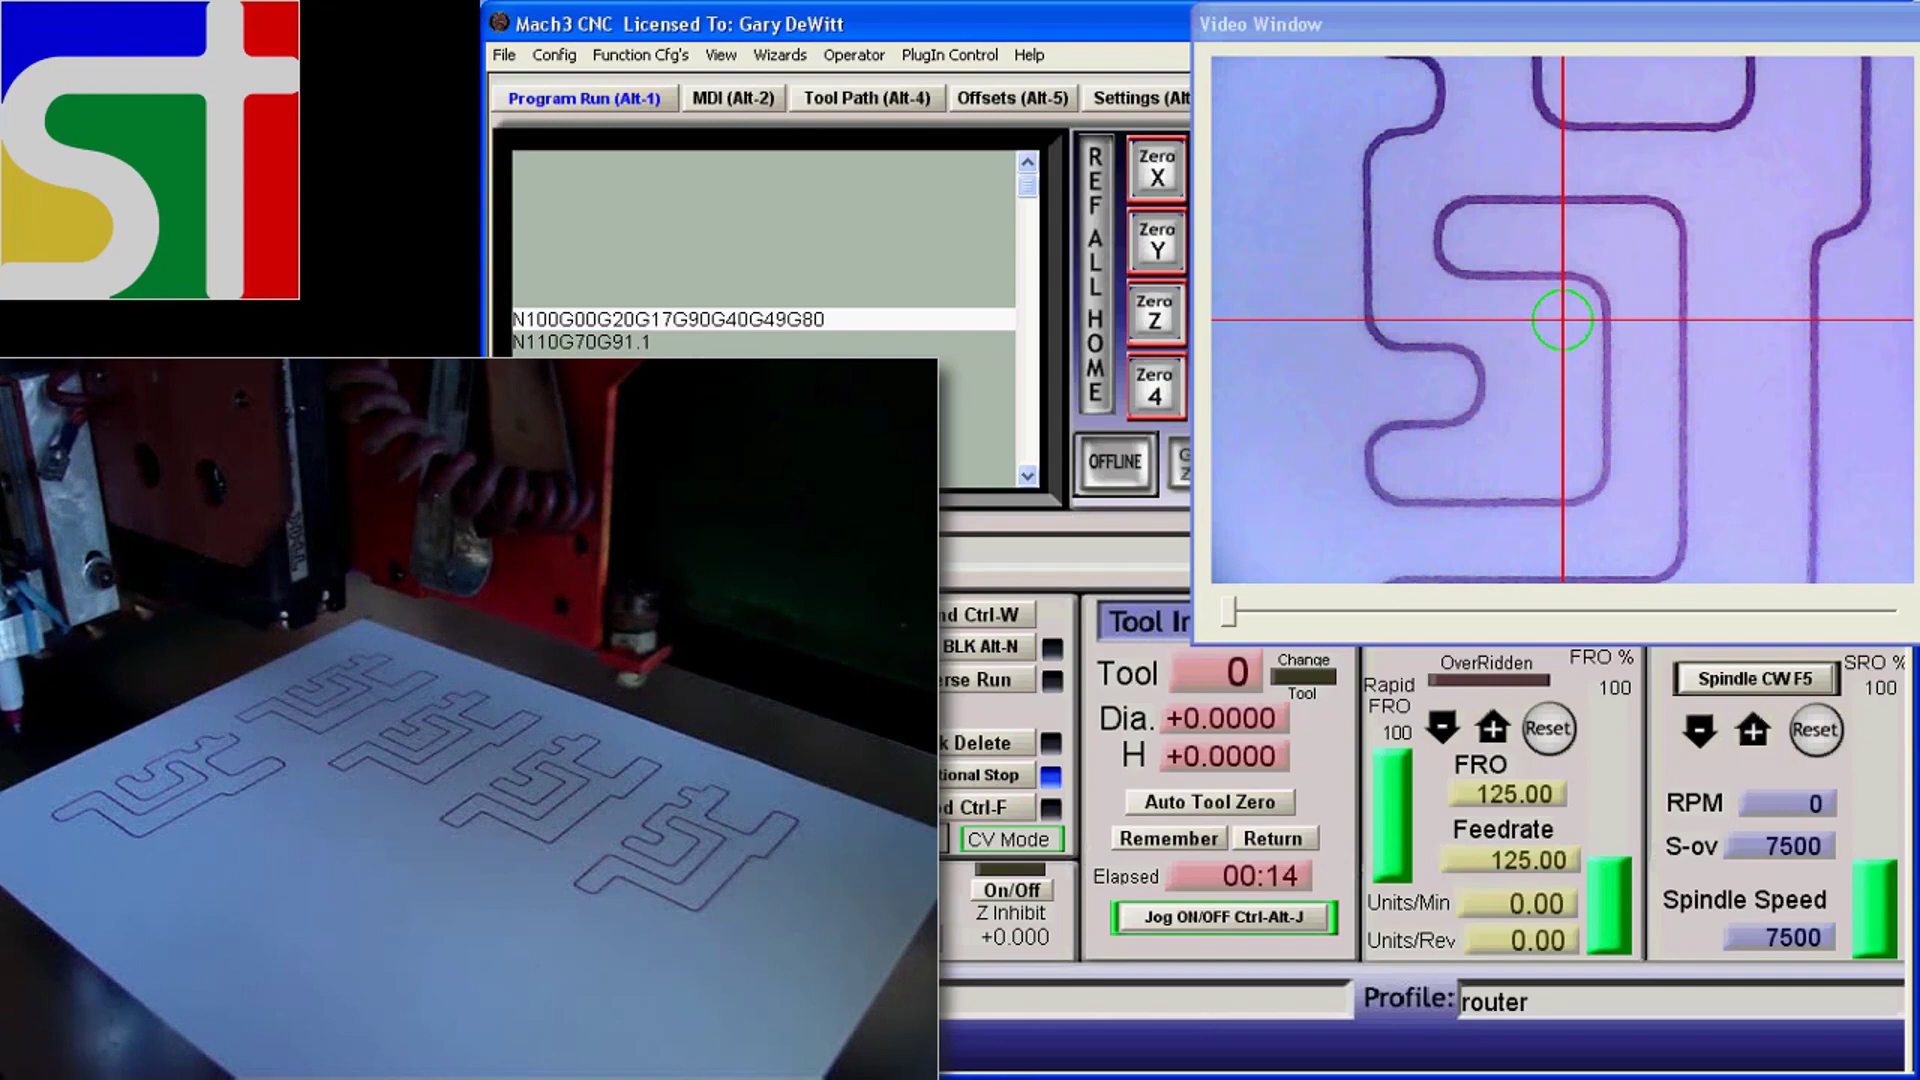 st
Mach3 CNC Licensed To: Gary DeWitt
File Config Function Cfg's View Wizards Operator PlugIn Control Help
Program Run (Alt-1) MDI (Alt-2) Tool Path (Alt-4) Offsets (Alt-5) Settings (Alt
N100G00G20G17G90G40G49G80
N110G70G91.1
REF ALL HOME
Zero X
Zero Y
Zero Z
Zero 4
OFFLINE
G
Z
Video Window
nd Ctrl-W
BLK Alt-N
erse Run
k Delete
ional Stop
d Ctrl-F
CV Mode
On/Off
Z Inhibit
+0.000
Tool In
Tool 0 Change Tool
Dia. +0.0000
H +0.0000
Auto Tool Zero
Remember Return
Elapsed 00:14
Jog ON/OFF Ctrl-Alt-J
OverRidden FRO %
Rapid FRO 100
100
Reset
FRO
125.00
Feedrate
125.00
Units/Min 0.00
Units/Rev 0.00
Spindle CW F5 SRO %
100
Reset
RPM 0
S-ov 7500
Spindle Speed
7500
Profile: router